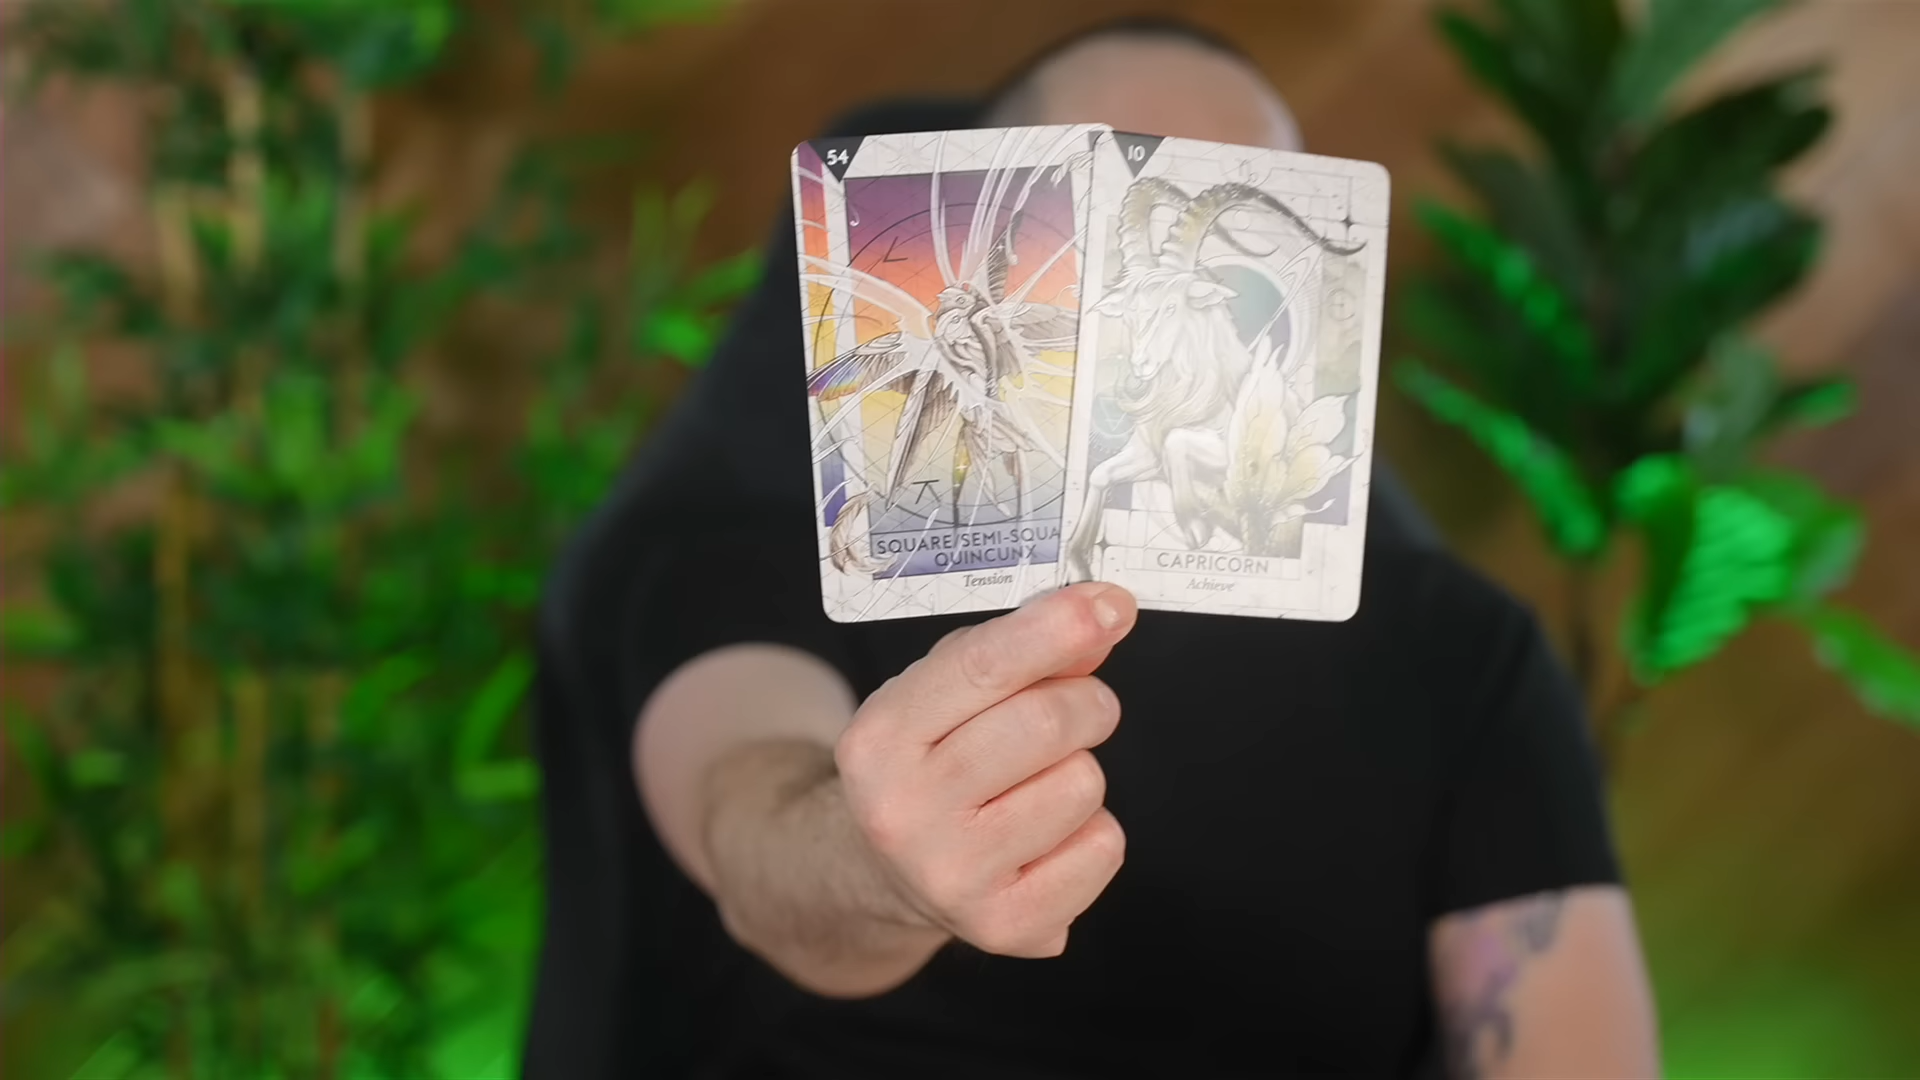 54
SQUARE/SEMI-SQUA
QUINCUNX
Tension
10
CAPRICORN
Achieve